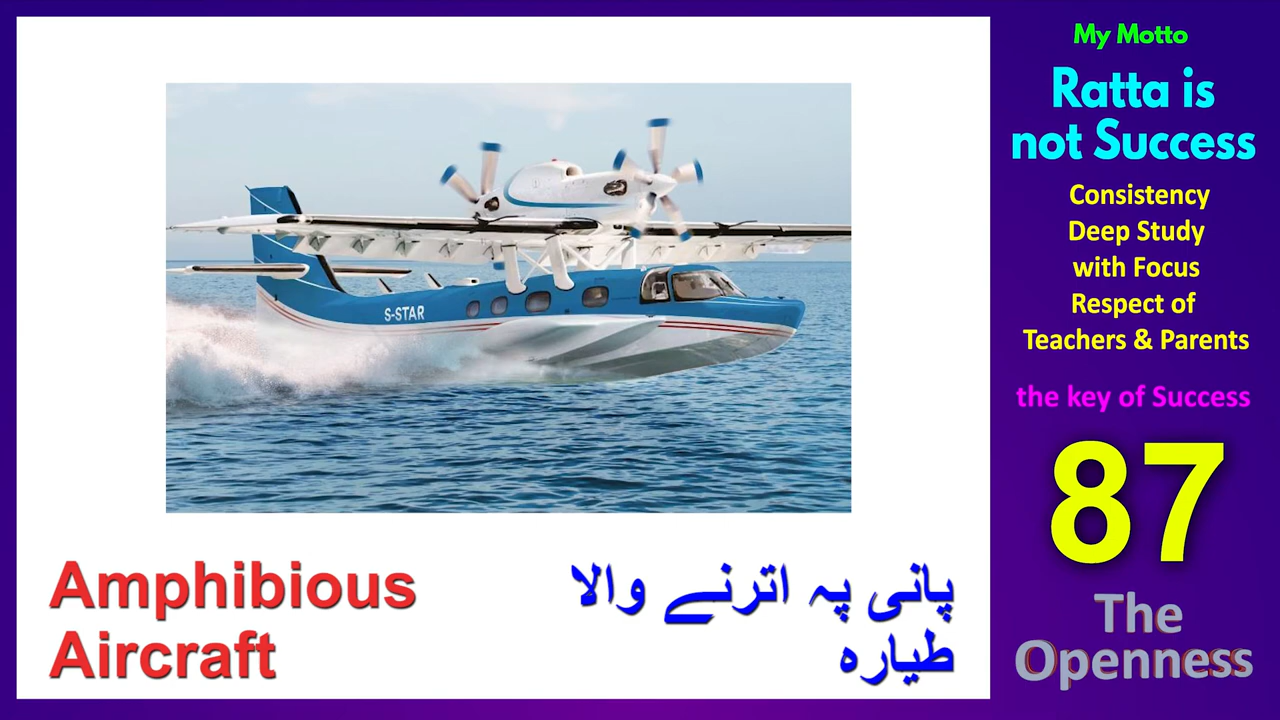 My Motto
Ratta is
not Success
Consistency
Deep Study
with Focus
Respect of
Teachers & Parents
the key of Success
87
The
Openness
S-STAR
Amphibious
Aircraft
پانی پہ اترنے والا
طیارہ